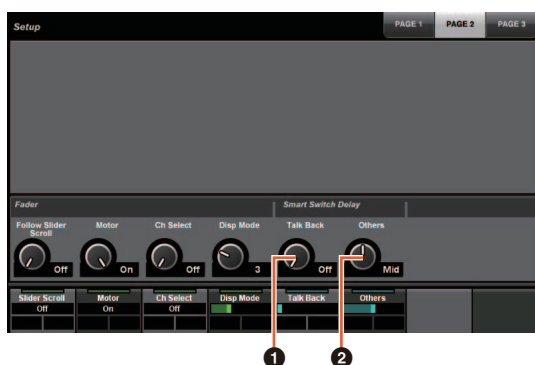 Setup PAGE 1 PAGE 2 PAGE 3
Fader Smart Switch Delay
Follow Slider Scroll Motor Ch Select Disp Mode Talk Back Others
Off On Off 3 Off Mid
Slider Scroll Motor Ch Select Disp Mode Talk Back Others
Off On Off
1 2